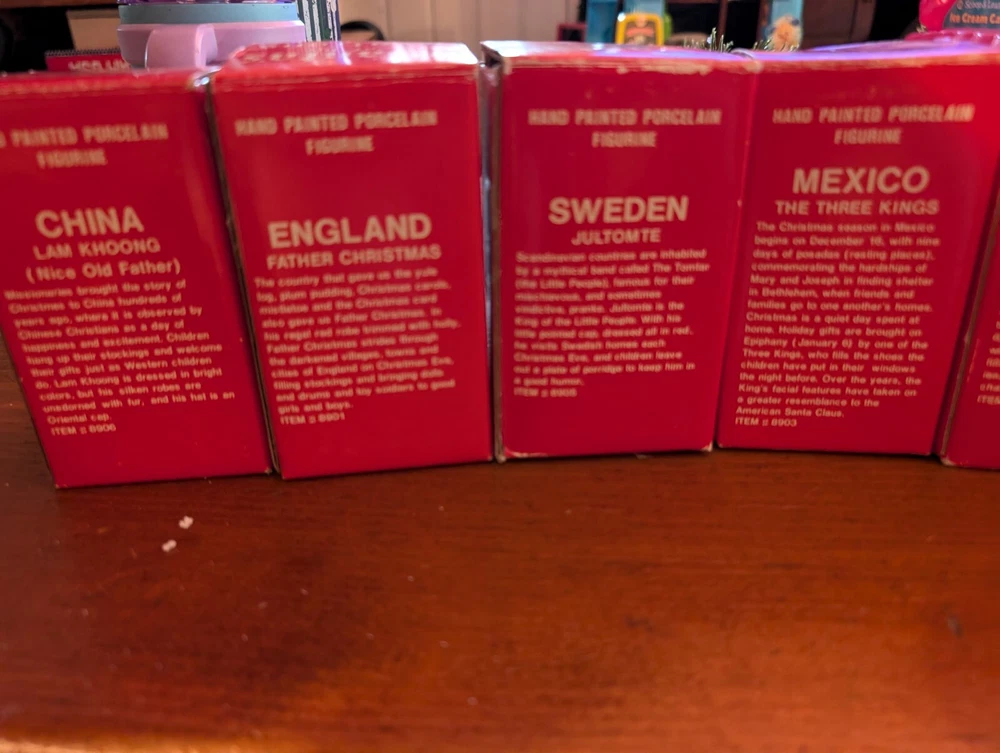 Ice Cream
HAND PAINTED PORCELAIN
FIGURINE
CHINA
LAM KHOONG
(Nice Old Father)
Missionaries brought the story of
Christmas to China hundreds of
years ago, where it is observed by
Chinese Christians as a day of
happiness and excitement. Children
hang up their stockings and welcome
their gifts just as Western children
do. Lam Khoong is dressed in bright
colors, but his silken robes are
unadorned with fur, and his hat is an
Oriental cap.
ITEM # 8906
HAND PAINTED PORCELAIN
FIGURINE
ENGLAND
FATHER CHRISTMAS
The country that gave us the yule
log, plum pudding, Christmas carols,
mistletoe and the Christmas card
also gave us Father Christmas. In
his regal red robe trimmed with
Father Christmas strides through
the darkened villages, towns and
cities of England on Christmas Eve,
filling stockings and bringing dolls
and drums and toy soldiers to good
girls and boys.
ITEM # 8901
HAND PAINTED PORCELAIN
FIGURINE
SWEDEN
JULTOMTE
Scandinavian countries are inhabited
by a mythical band called The Tomtar
(the Little People), famous for their
mischievous, and sometimes
vindictive, pranks. Jultomte is the
King of the Little People. With his
little pointed cap, dressed all in red,
he visits Swedish homes each
Christmas Eve, and children leave
out a plate of porridge to keep him in
a good humor.
ITEM #
HAND PAINTED PORCELAIN
FIGURINE
MEXICO
THE THREE KINGS
The Christmas season in Mexico
begins on December 16, with nine
days of posadas (resting places),
commemorating the hardships of
Mary and Joseph in finding shelter
in Bethlehem, when friends and
families go to one another's homes.
Christmas is a quiet day spent at
home. Holiday gifts are brought on
Epiphany (January 6) by one of the
Three Kings, who fills the shoes the
children have put in their windows
the night before. Over the years, the
King's facial features have taken on
a greater resemblance to the
American Santa Claus.
ITEM # 8903